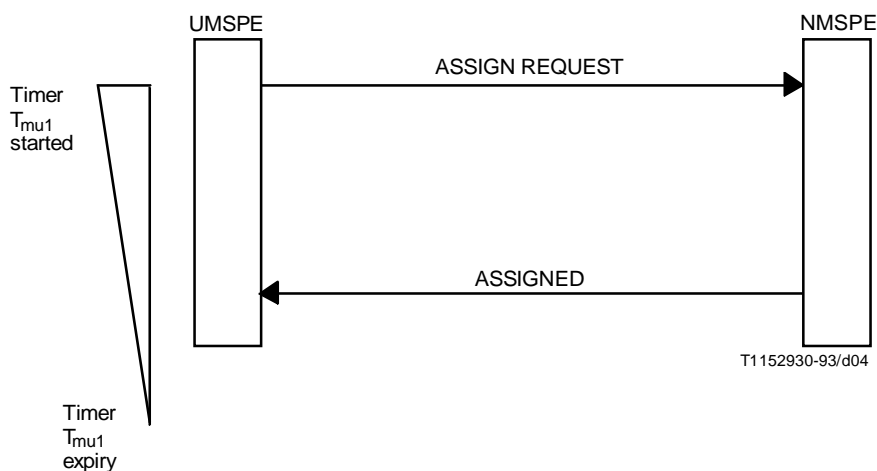 UMSPE
NMSPE
ASSIGN REQUEST
Timer
Tmu1
started
ASSIGNED
T1152930-93/d04
Timer
Tmu1
expiry